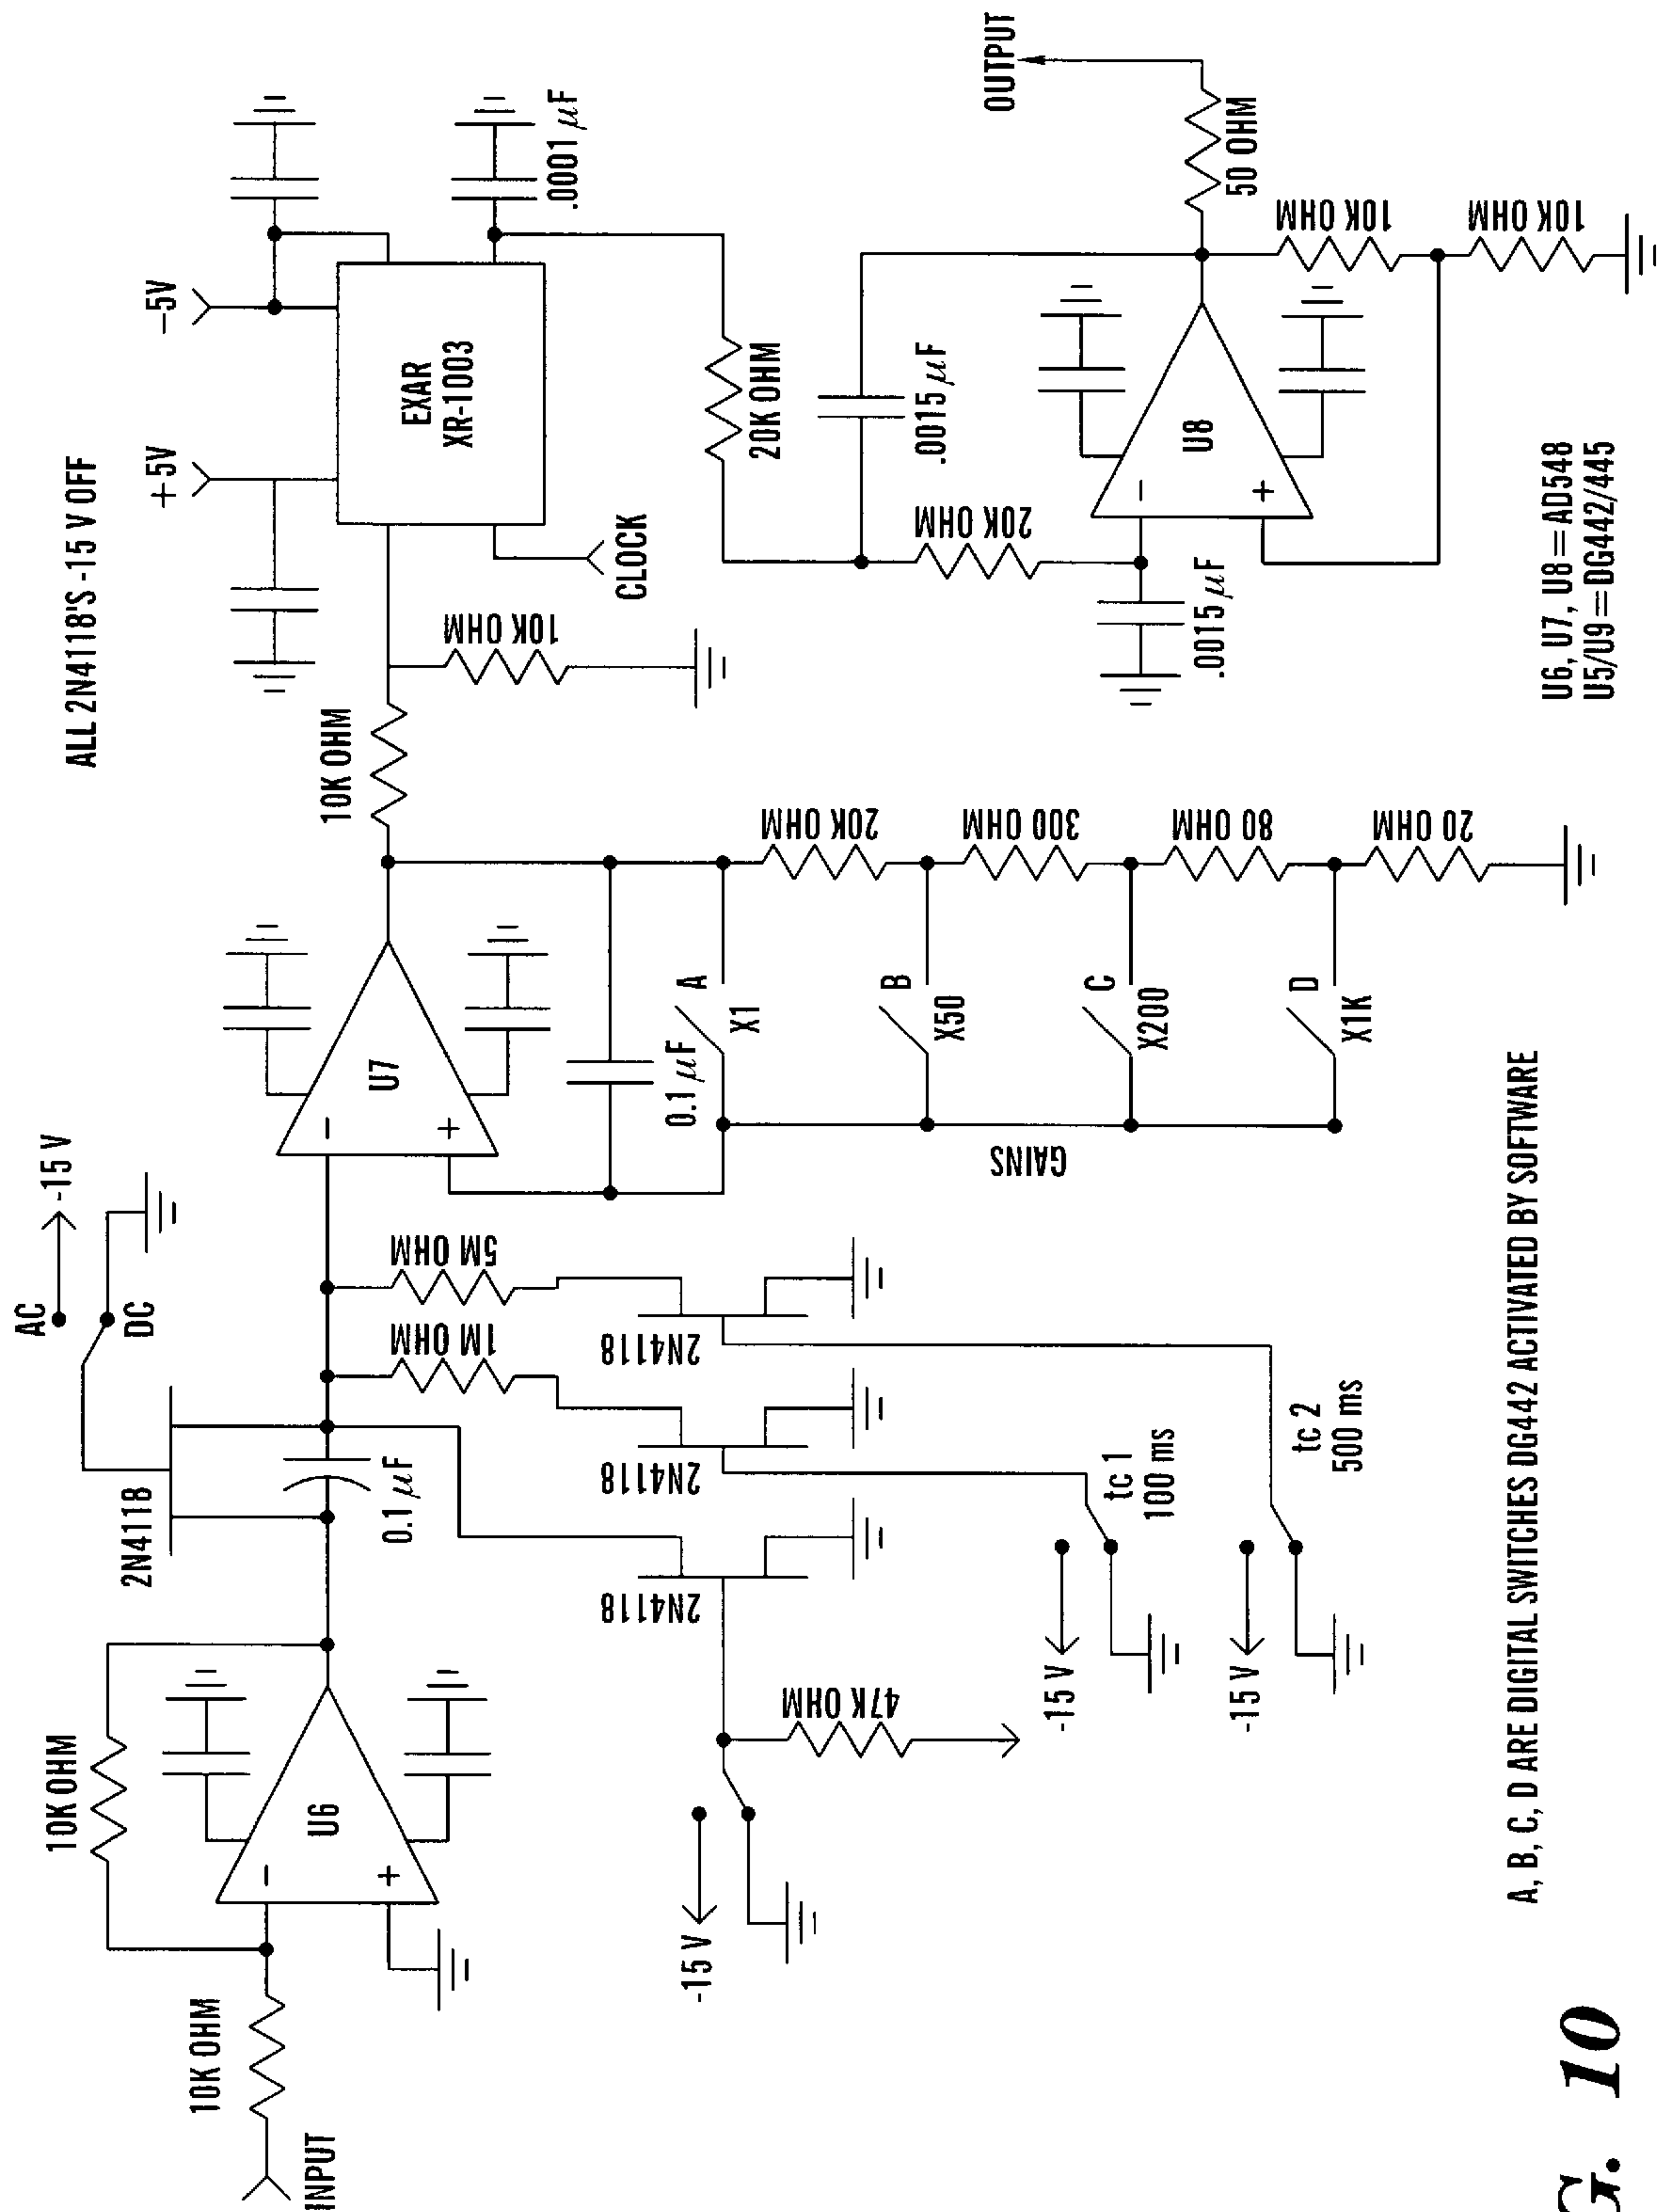 ALL 2N4118'S -15 V OFF
INPUT
10K OHM
10K OHM
−
+
U6
2N4118
AC
DC
-15 V
0.1 µF
-15 V
47K OHM
2N4118
2N4118
2N4118
1M OHM
5M OHM
-15 V
tc 1
100 ms
-15 V
tc 2
500 ms
−
+
U7
0.1 µF
GAINS
A
X1
B
X50
C
X200
D
X1K
20K OHM
300 OHM
80 OHM
20 OHM
10K OHM
10K OHM
+5V
−5V
EXAR
XR-1003
CLOCK
.0001 µF
20K OHM
20K OHM
.0015 µF
.0015 µF
−
+
U8
50 OHM
OUTPUT
10K OHM
10K OHM
U6, U7, U8=AD548
U5/U9=DG442/445
A, B, C, D ARE DIGITAL SWITCHES DG442 ACTIVATED BY SOFTWARE
G. 10